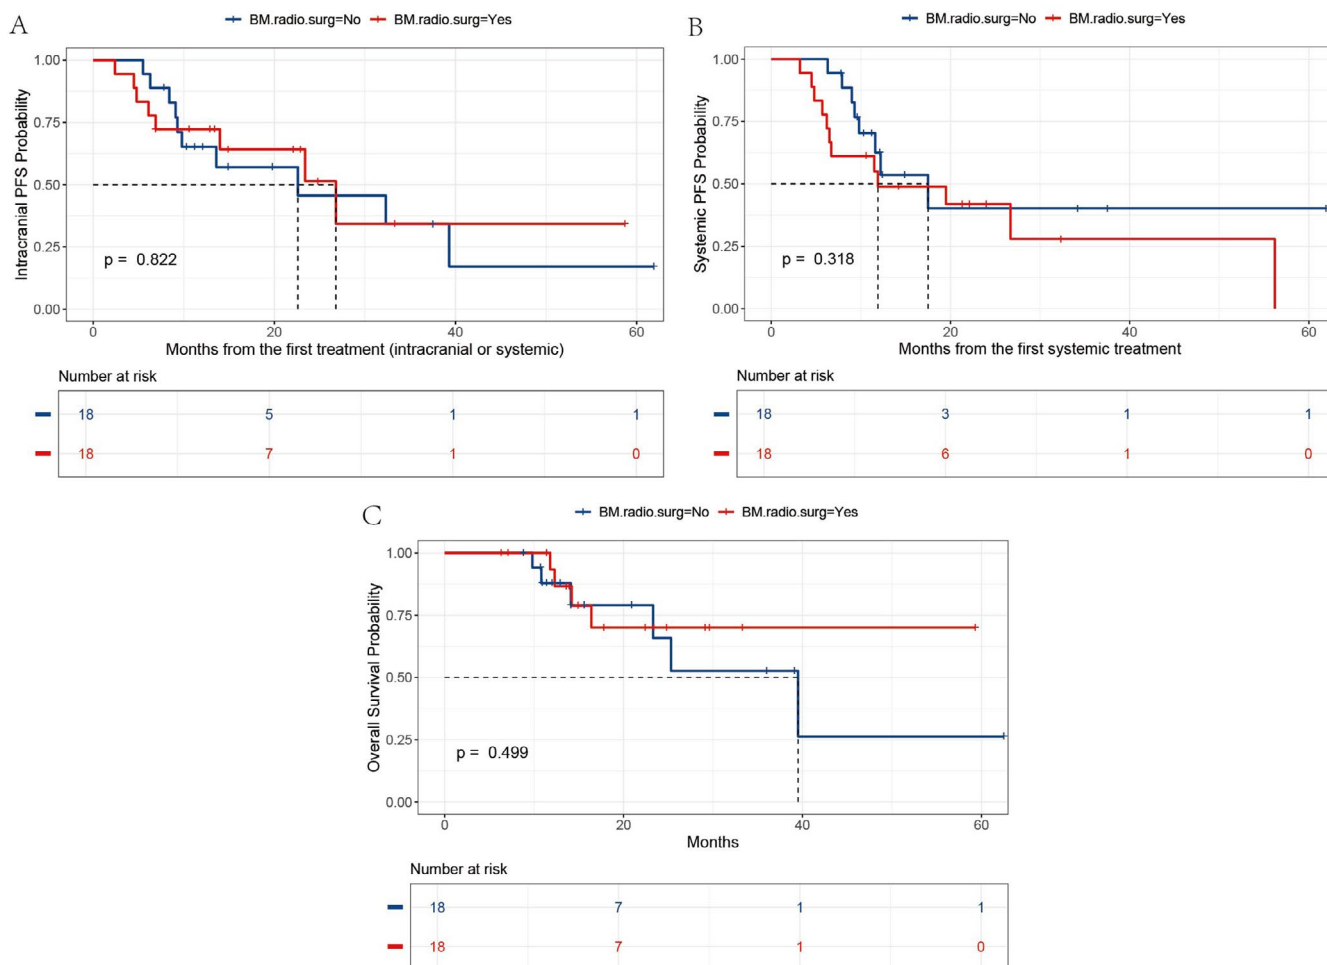 A
BM.radio.surg=No BM.radio.surg=Yes
Intracranial PFS Probability
1.00
0.75
0.50
0.25
0.00
p = 0.822
0 20 40 60
Months from the first treatment (intracranial or systemic)
Number at risk
18 5 1 1
18 7 1 0
B
BM.radio.surg=No BM.radio.surg=Yes
Systemic PFS Probability
1.00
0.75
0.50
0.25
0.00
p = 0.318
0 20 40 60
Months from the first systemic treatment
Number at risk
18 3 1 1
18 6 1 0
C
BM.radio.surg=No BM.radio.surg=Yes
Overall Survival Probability
1.00
0.75
0.50
0.25
0.00
p = 0.499
0 20 40 60
Months
Number at risk
18 7 1 1
18 7 1 0